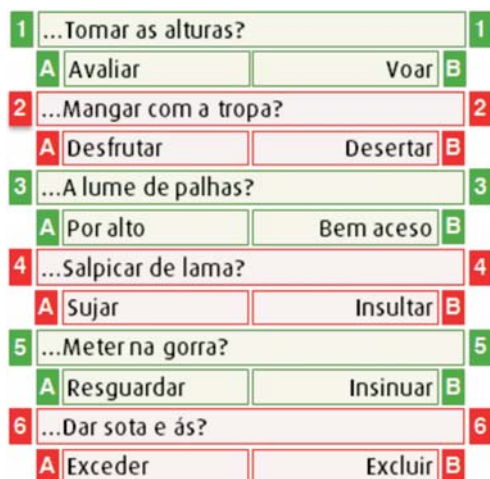 1 ...Tomar as alturas? 1
A Avaliar Voar B
2 ...Mangar com a tropa? 2
A Desfrutar Desertar B
3 ...A lume de palhas? 3
A Por alto Bem aceso B
4 ...Salpicar de lama? 4
A Sujar Insultar B
5 ...Meter na gorra? 5
A Resguardar Insinuar B
6 ...Dar sota e ás? 6
A Exceder Excluir B